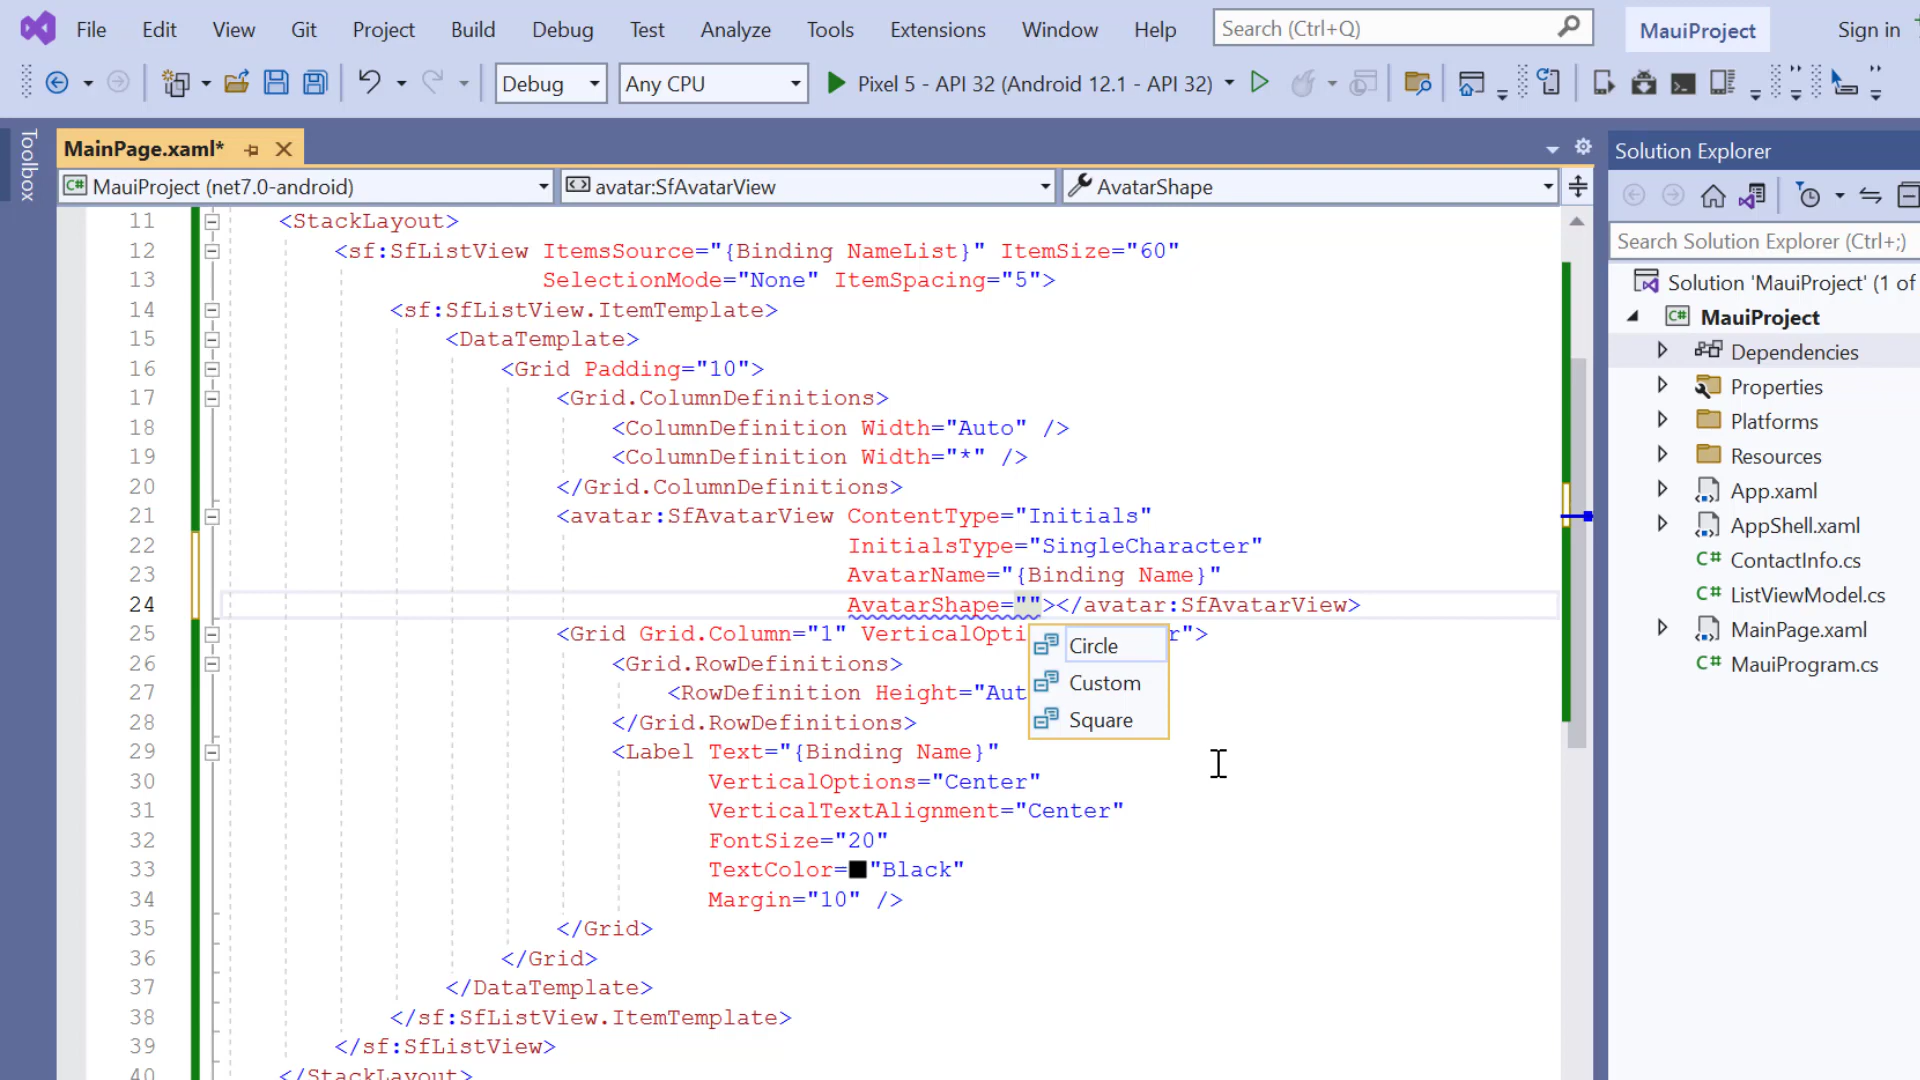 File Edit View Git Project Build Debug Test Analyze Tools Extensions Window Help Search (Ctrl+Q) MauiProject Sign in
Debug Any CPU Pixel 5 - API 32 (Android 12.1 - API 32)
Toolbox
MainPage.xaml*
MauiProject (net7.0-android) avatar:SfAvatarView AvatarShape
11 <StackLayout>
12 <sf:SfListView ItemsSource="{Binding NameList}" ItemSize="60"
13 SelectionMode="None" ItemSpacing="5">
14 <sf:SfListView.ItemTemplate>
15 <DataTemplate>
16 <Grid Padding="10">
17 <Grid.ColumnDefinitions>
18 <ColumnDefinition Width="Auto" />
19 <ColumnDefinition Width="*" />
20 </Grid.ColumnDefinitions>
21 <avatar:SfAvatarView ContentType="Initials"
22 InitialsType="SingleCharacter"
23 AvatarName="{Binding Name}"
24 AvatarShape=""></avatar:SfAvatarView>
25 <Grid Grid.Column="1" VerticalOpti r">
26 <Grid.RowDefinitions>
27 <RowDefinition Height="Aut
28 </Grid.RowDefinitions>
29 <Label Text="{Binding Name}"
30 VerticalOptions="Center"
31 VerticalTextAlignment="Center"
32 FontSize="20"
33 TextColor="Black"
34 Margin="10" />
35 </Grid>
36 </Grid>
37 </DataTemplate>
38 </sf:SfListView.ItemTemplate>
39 </sf:SfListView>
40 </StackLayout>
Circle
Custom
Square
Solution Explorer
Search Solution Explorer (Ctrl+;)
Solution 'MauiProject' (1 of
C# MauiProject
Dependencies
Properties
Platforms
Resources
App.xaml
AppShell.xaml
C# ContactInfo.cs
C# ListViewModel.cs
MainPage.xaml
C# MauiProgram.cs